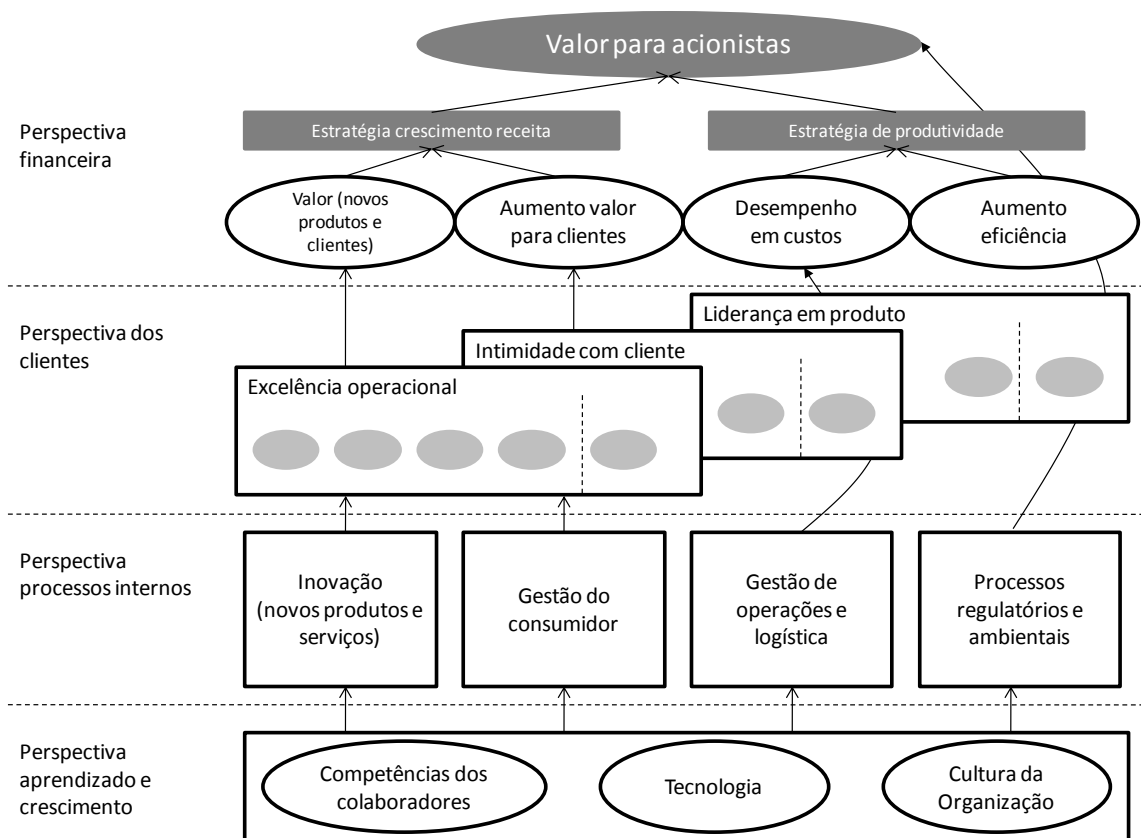 Valor para acionistas
Perspectiva
financeira
Estratégia crescimento receita
Estratégia de produtividade
Valor (novos
produtos e
clientes)
Aumento valor
para clientes
Desempenho
em custos
Aumento
eficiência
Perspectiva dos
clientes
Liderança em produto
Intimidade com cliente
Excelência operacional
Perspectiva
processos internos
Inovação
(novos produtos e
serviços)
Gestão do
consumidor
Gestão de
operações e
logística
Processos
regulatórios e
ambientais
Perspectiva
aprendizado e
crescimento
Competências dos
colaboradores
Tecnologia
Cultura da
Organização